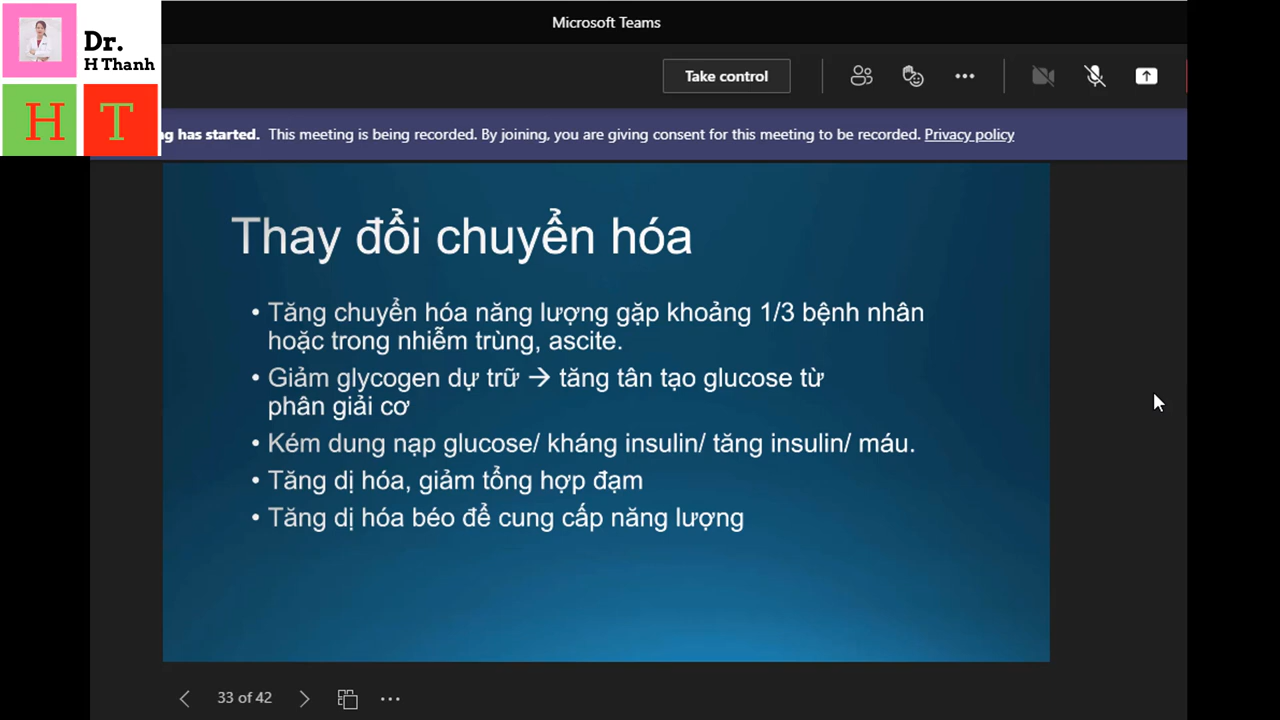 Microsoft Teams
Dr.
H Thanh
Take control
H T
ng has started. This meeting is being recorded. By joining, you are giving consent for this meeting to be recorded. Privacy policy
Thay đổi chuyển hóa
• Tăng chuyển hóa năng lượng gặp khoảng 1/3 bệnh nhân
hoặc trong nhiễm trùng, ascite.
• Giảm glycogen dự trữ → tăng tân tạo glucose từ
phân giải cơ
• Kém dung nạp glucose/ kháng insulin/ tăng insulin/ máu.
• Tăng dị hóa, giảm tổng hợp đạm
• Tăng dị hóa béo để cung cấp năng lượng
33 of 42